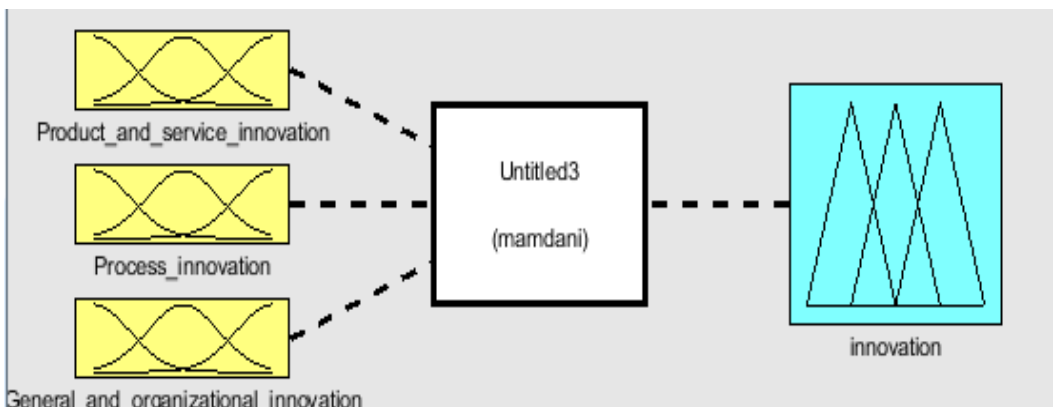 Product_and_service_innovation
Process_innovation
General_and_organizational_innovation
Untitled3
(mamdani)
innovation